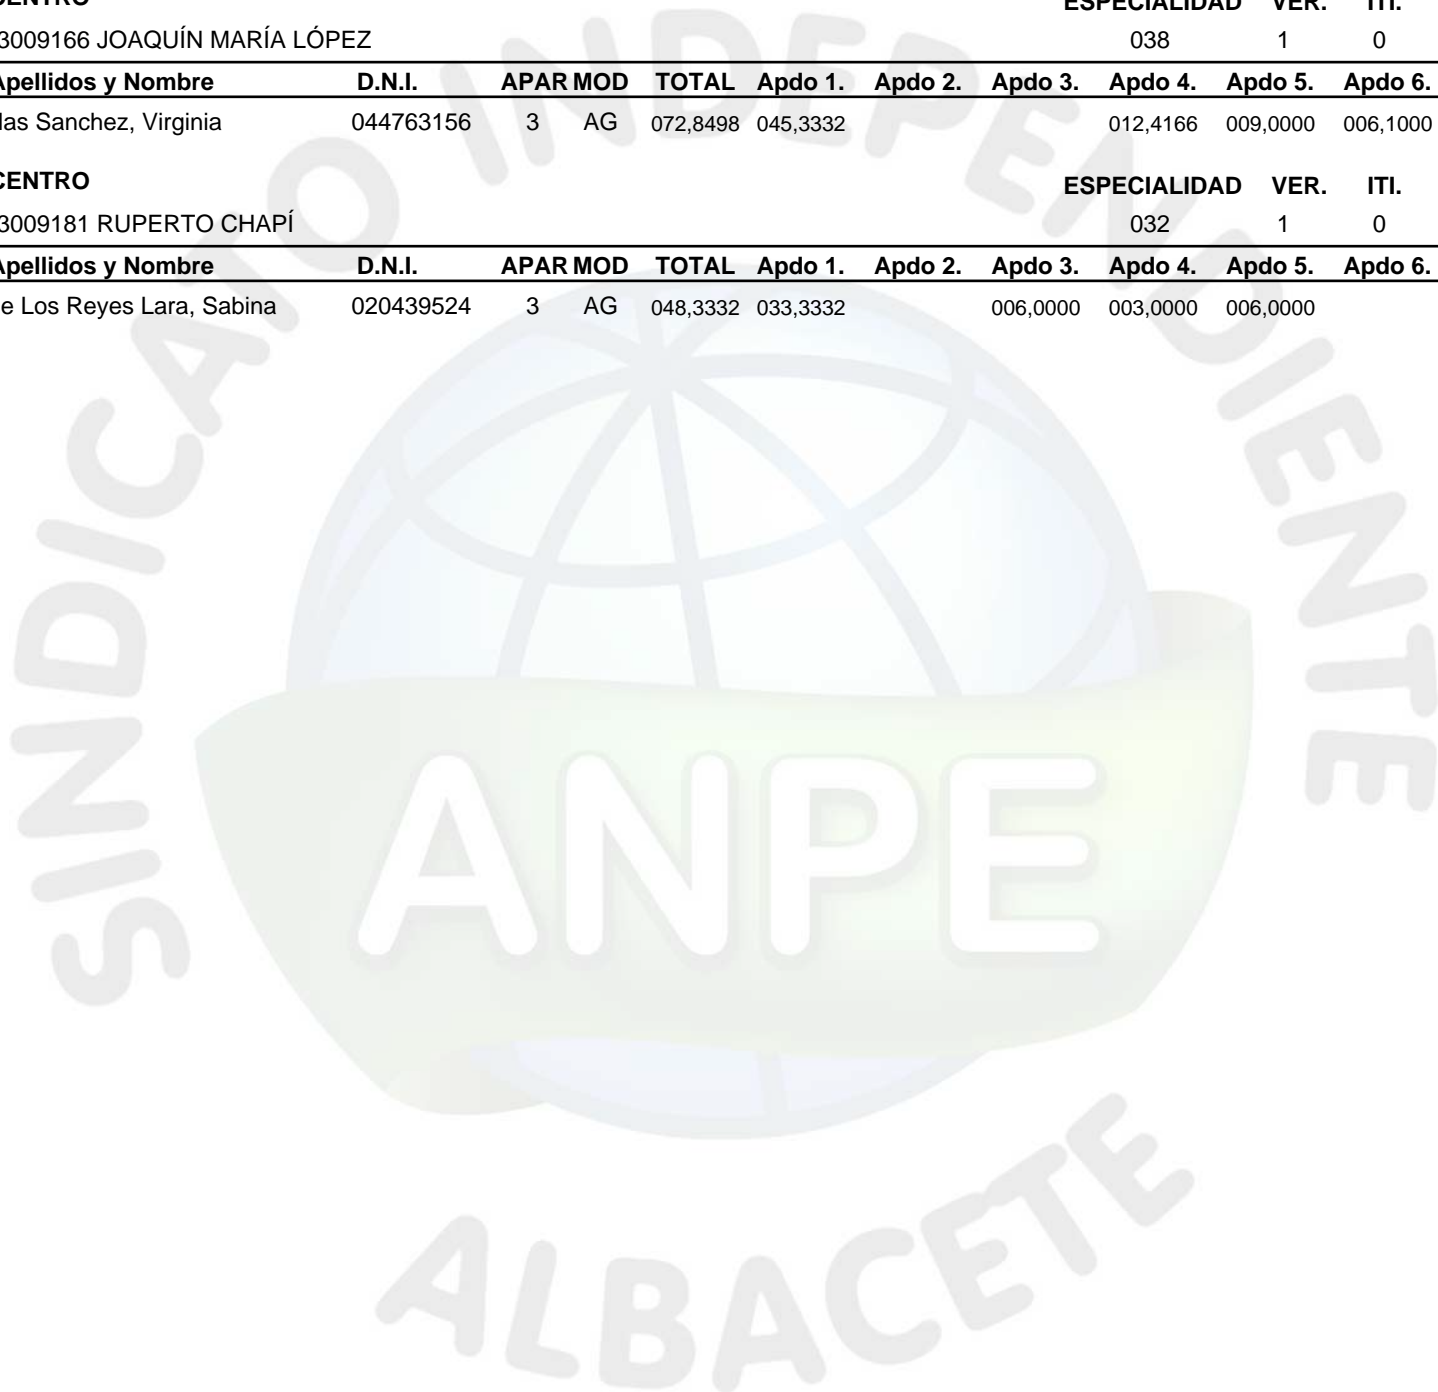 CENTRO ESPECIALIDAD VER. ITI.
3009166 JOAQUÍN MARÍA LÓPEZ 038 1 0
Apellidos y Nombre D.N.I. APAR MOD TOTAL Apdo 1. Apdo 2. Apdo 3. Apdo 4. Apdo 5. Apdo 6.
las Sanchez, Virginia 044763156 3 AG 072,8498 045,3332 012,4166 009,0000 006,1000
CENTRO ESPECIALIDAD VER. ITI.
3009181 RUPERTO CHAPÍ 032 1 0
Apellidos y Nombre D.N.I. APAR MOD TOTAL Apdo 1. Apdo 2. Apdo 3. Apdo 4. Apdo 5. Apdo 6.
e Los Reyes Lara, Sabina 020439524 3 AG 048,3332 033,3332 006,0000 003,0000 006,0000
SINDICATO INDEPENDIENTE
ANPE
ALBACETE